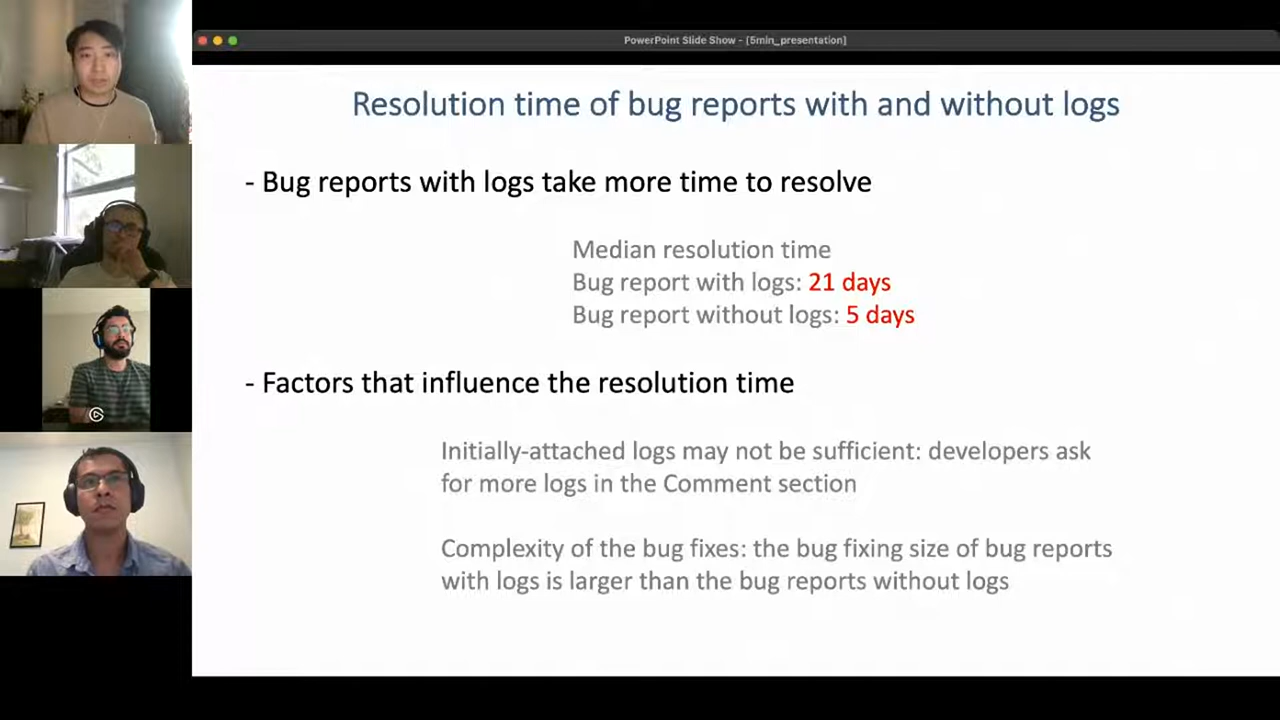 PowerPoint Slide Show - [5min_presentation]
Resolution time of bug reports with and without logs
- Bug reports with logs take more time to resolve
Median resolution time
Bug report with logs: 21 days
Bug report without logs: 5 days
- Factors that influence the resolution time
Initially-attached logs may not be sufficient: developers ask
for more logs in the Comment section
Complexity of the bug fixes: the bug fixing size of bug reports
with logs is larger than the bug reports without logs